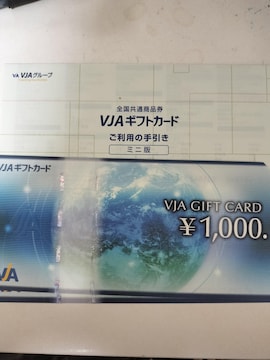 VJAグループ
全国共通商品券
VJAギフトカード
ご利用の手引き
ミニ版
VJAギフトカード
VJA GIFT CARD
￥1,000.
VJA